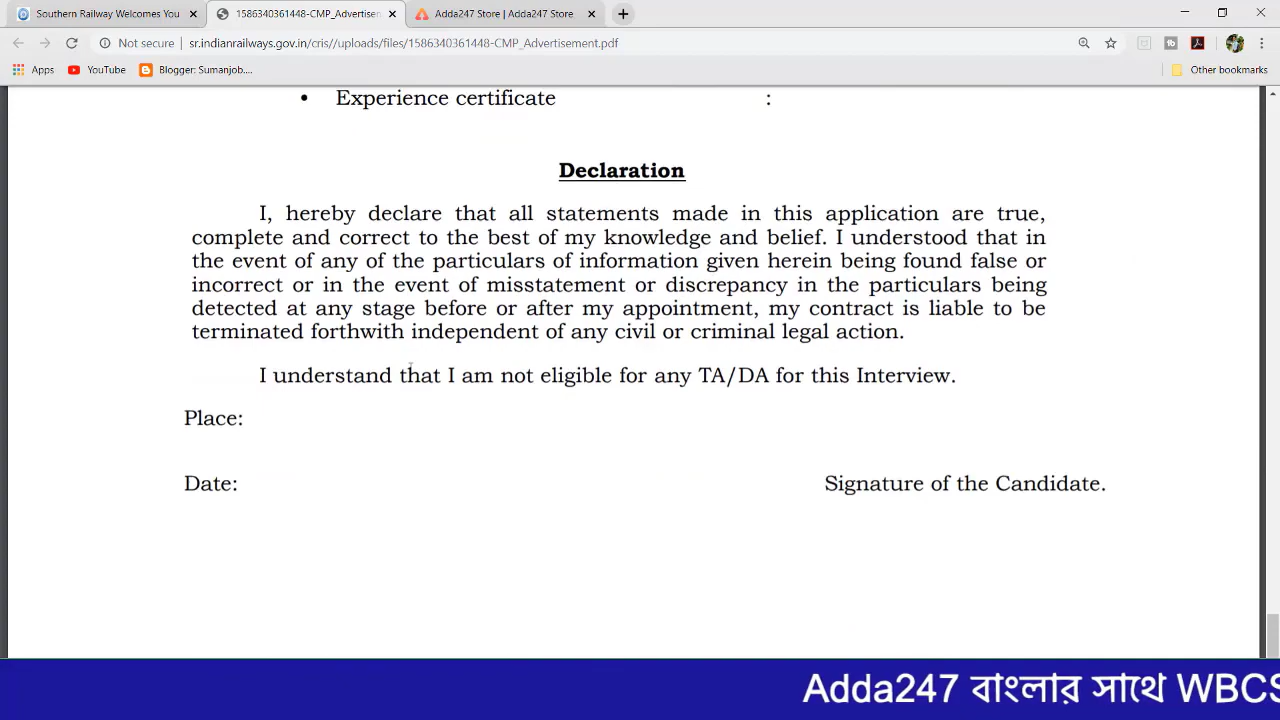 Southern Railway Welcomes You
1586340361448-CMP_Advertisen
Adda247 Store | Adda247 Store
Not secure sr.indianrailways.gov.in/cris//uploads/files/1586340361448-CMP_Advertisement.pdf
Apps YouTube Blogger: Sumanjob.... Other bookmarks
• Experience certificate :
Declaration
I, hereby declare that all statements made in this application are true,
complete and correct to the best of my knowledge and belief. I understood that in
the event of any of the particulars of information given herein being found false or
incorrect or in the event of misstatement or discrepancy in the particulars being
detected at any stage before or after my appointment, my contract is liable to be
terminated forthwith independent of any civil or criminal legal action.
I understand that I am not eligible for any TA/DA for this Interview.
Place:
Date: Signature of the Candidate.
Adda247 বাংলার সাথে WBCS